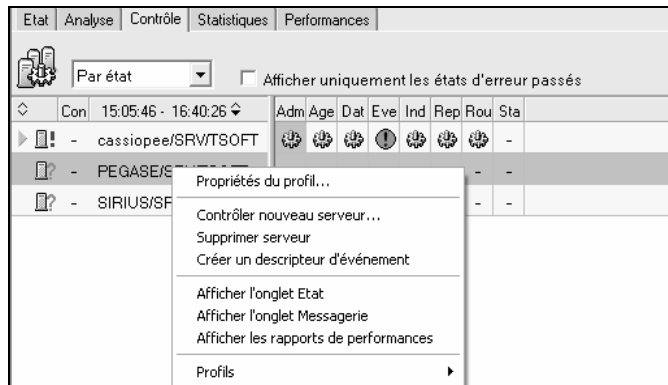 Etat Analyse Contrôle Statistiques Performances
Par état Afficher uniquement les états d'erreur passés
Con 15:05:46 - 16:40:26 Adm Age Dat Eve Ind Rep Rou Sta
- cassiopee/SRV/TSOFT -
- PEGASE/S - -
- SIRIUS/SR - -
Propriétés du profil...
Contrôler nouveau serveur...
Supprimer serveur
Créer un descripteur d'événement
Afficher l'onglet Etat
Afficher l'onglet Messagerie
Afficher les rapports de performances
Profils